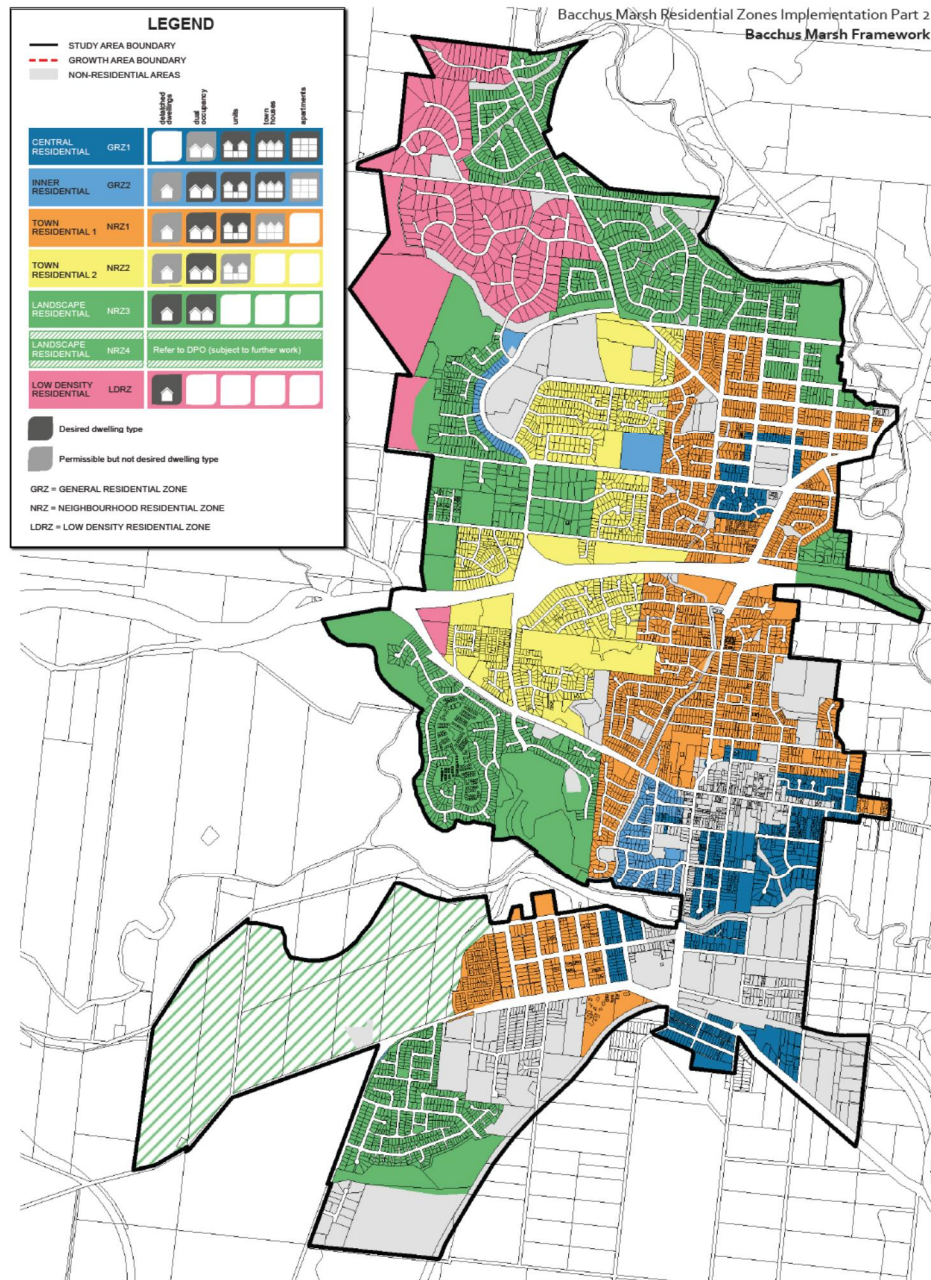 Bacchus Marsh Residential Zones Implementation Part 2
Bacchus Marsh Framework
LEGEND
STUDY AREA BOUNDARY
GROWTH AREA BOUNDARY
NON-RESIDENTIAL AREAS
detatched
dwellings
dual
occupancy
units
town
houses
apartments
CENTRAL
RESIDENTIAL GRZ1
INNER
RESIDENTIAL GRZ2
TOWN
RESIDENTIAL 1 NRZ1
TOWN
RESIDENTIAL 2 NRZ2
LANDSCAPE
RESIDENTIAL NRZ3
LANDSCAPE
RESIDENTIAL NRZ4 Refer to DPO (subject to further work)
LOW DENSITY
RESIDENTIAL LDRZ
Desired dwelling type
Permissible but not desired dwelling type
GRZ = GENERAL RESIDENTIAL ZONE
NRZ = NEIGHBOURHOOD RESIDENTIAL ZONE
LDRZ = LOW DENSITY RESIDENTIAL ZONE